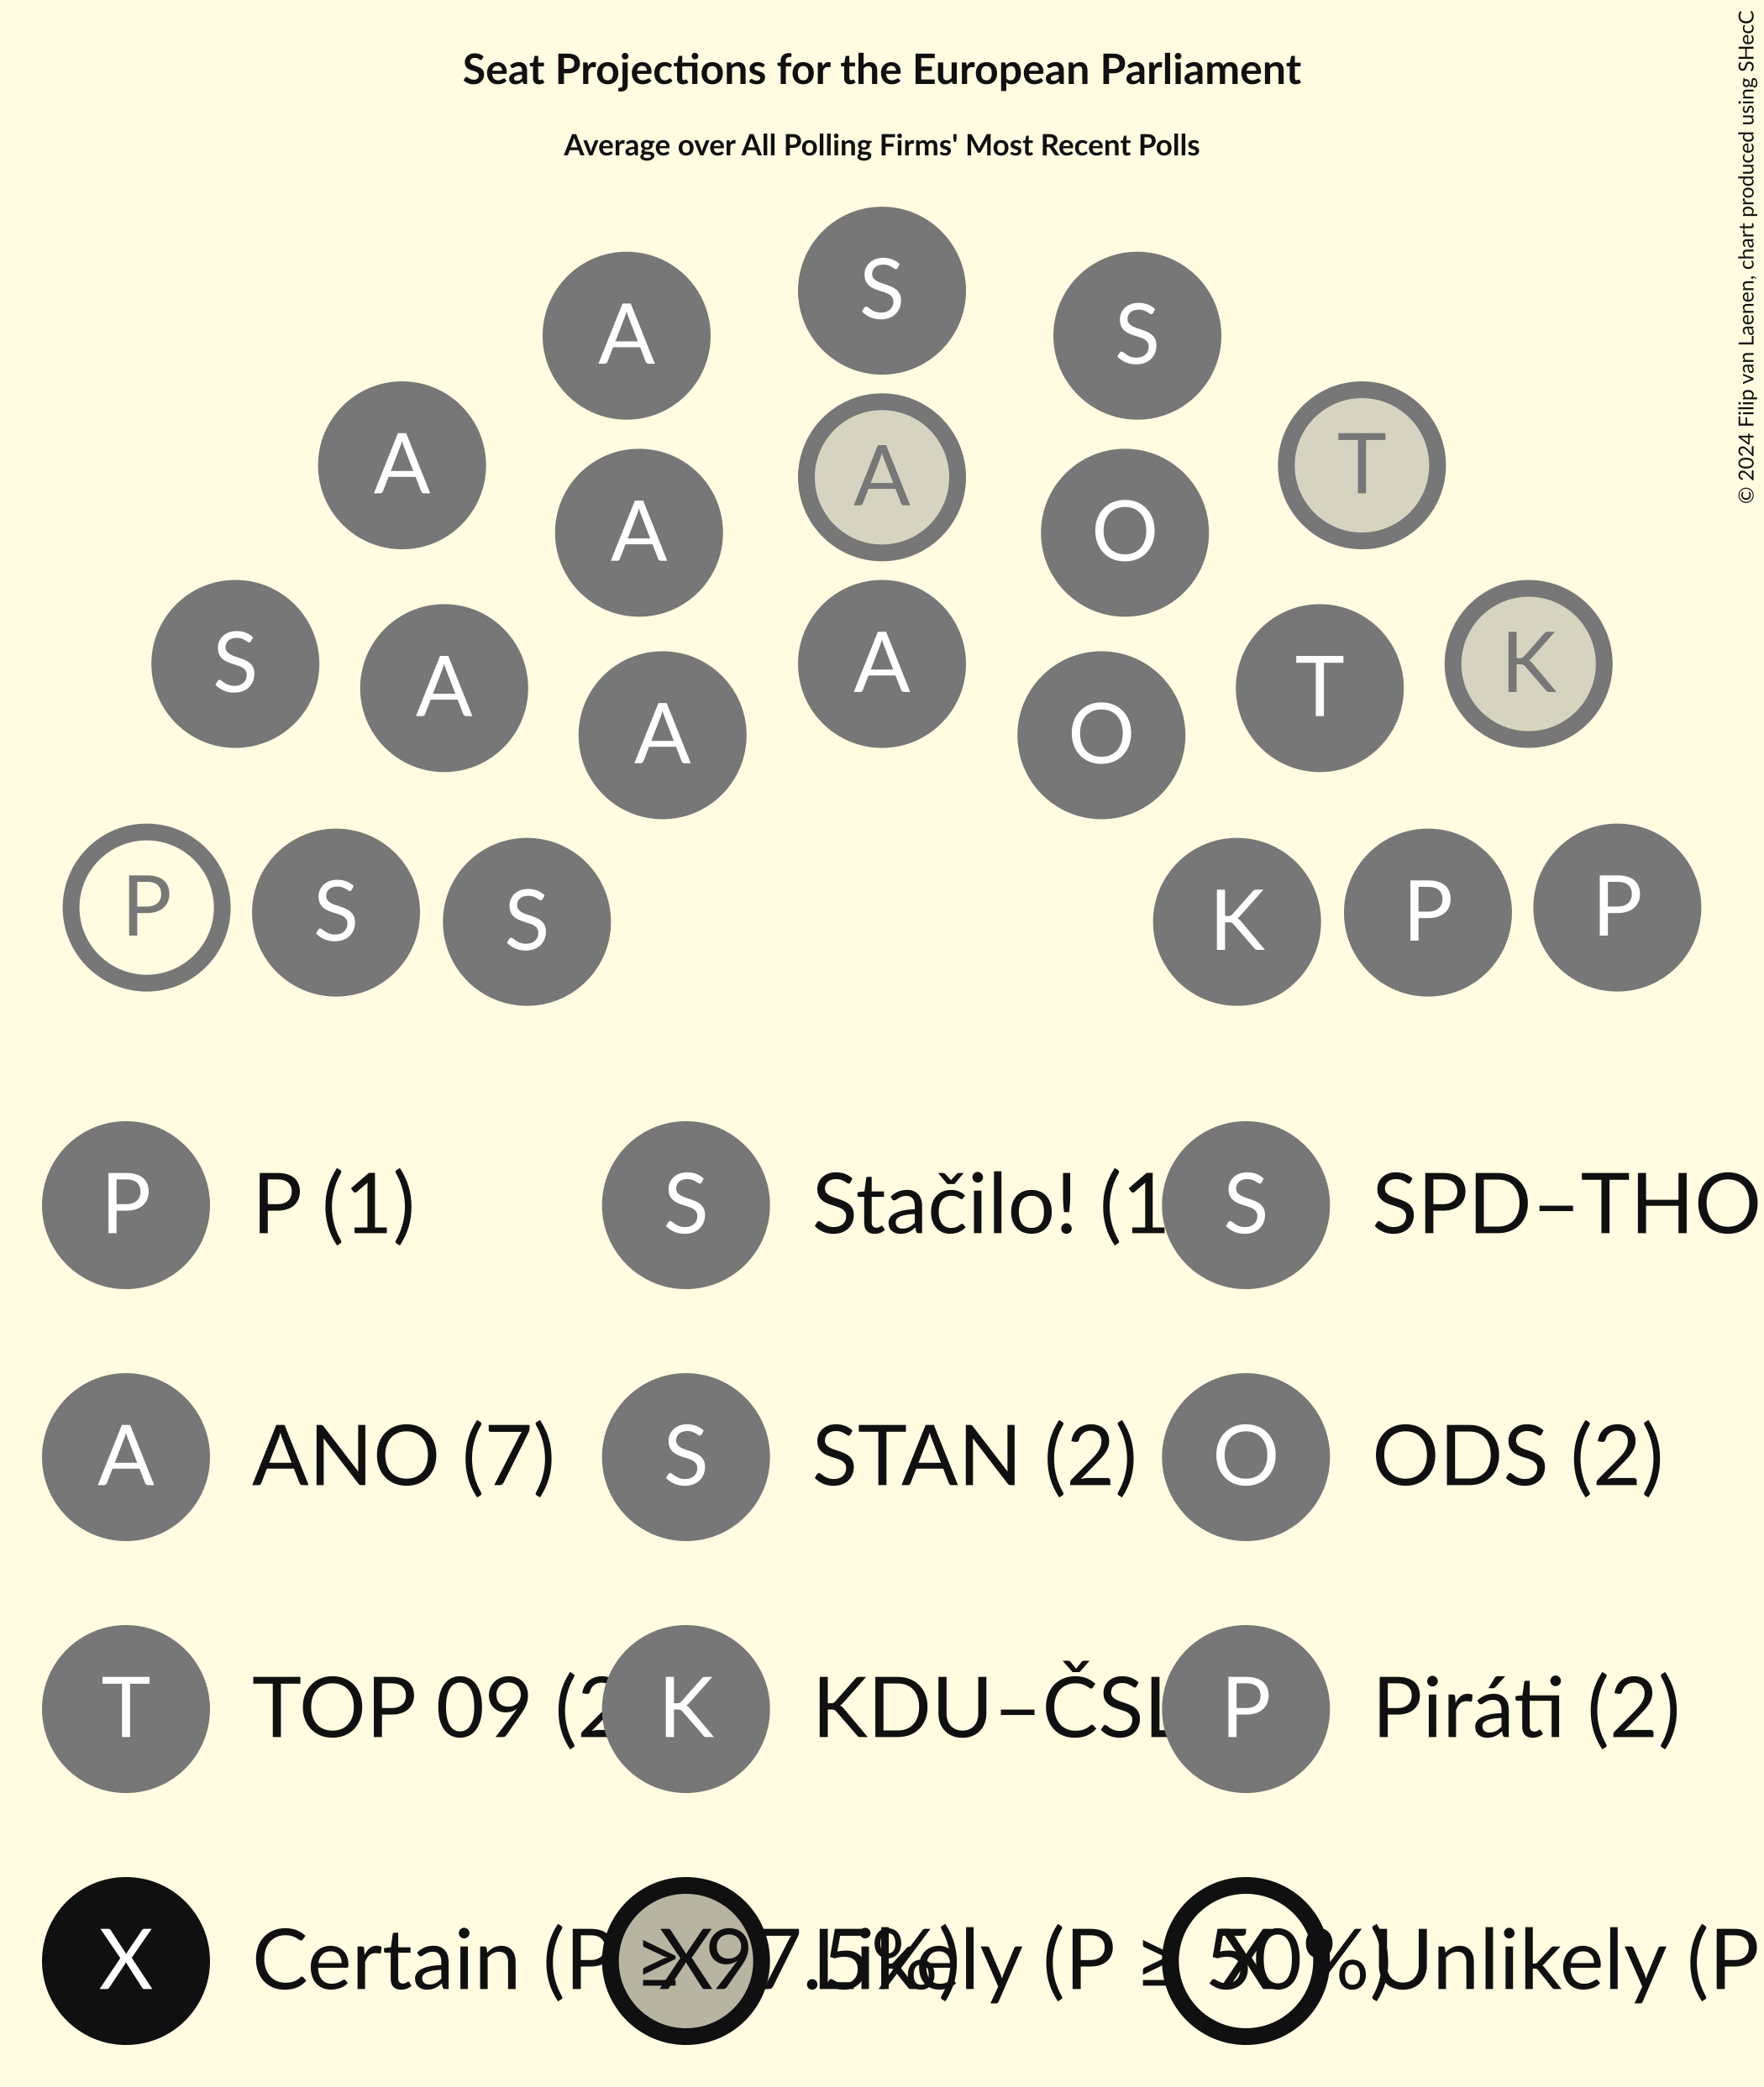 Seat Projections for the European Parliament
Average over All Polling Firms' Most Recent Polls
© 2024 Filip van Laenen, chart produced using SHecC
S
A S
A T
A
A O
S K
A
A T
A O
P P
S P
S K
P P (1) S Stačilo! (1 S SPD–THO
A ANO (7) S STAN (2) O ODS (2)
T TOP 09 (2 K KDU–ČSL P Piráti (2)
X Certain (P ≥ 97.5%) X Likely (P ≥ 50%) X Unlikely (P